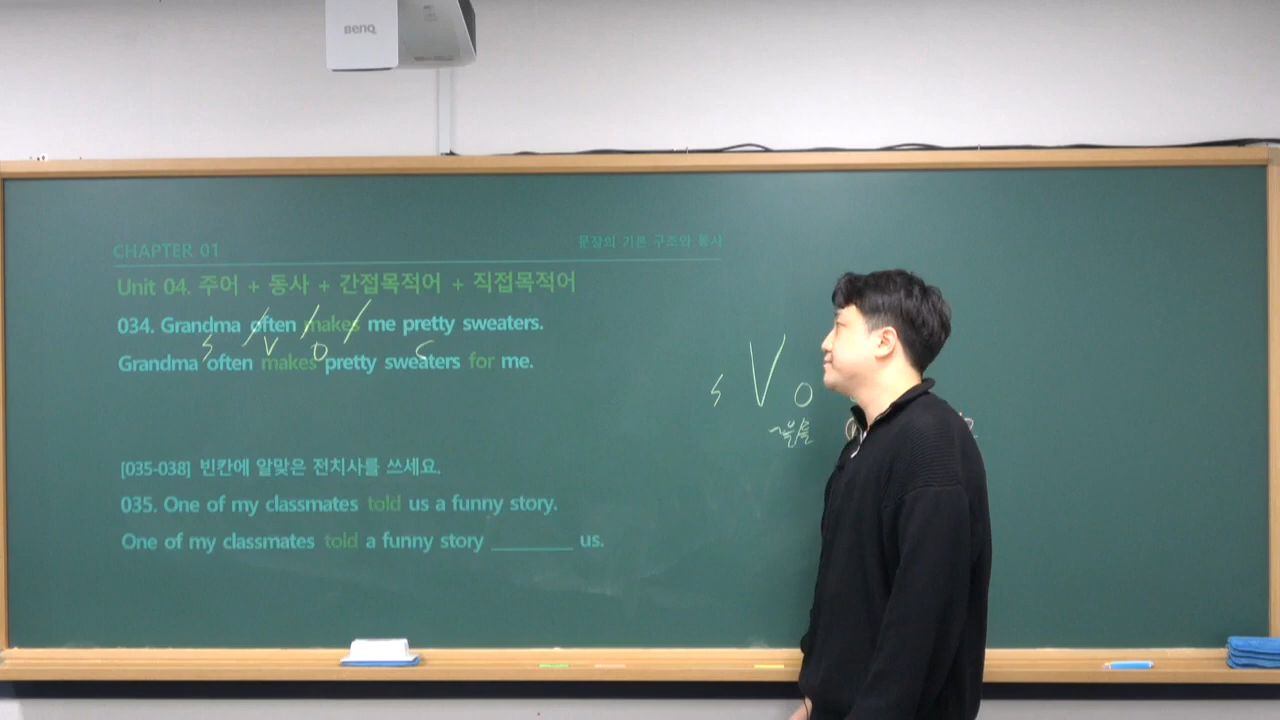 BenQ
CHAPTER 01
문장의 기본 구조와 동사
Unit 04. 주어 + 동사 + 간접목적어 + 직접목적어
034. Grandma often makes me pretty sweaters.
S V O C
Grandma often makes pretty sweaters for me.
S V O
~을/를
[035-038] 빈칸에 알맞은 전치사를 쓰세요.
035. One of my classmates told us a funny story.
One of my classmates told a funny story ________ us.